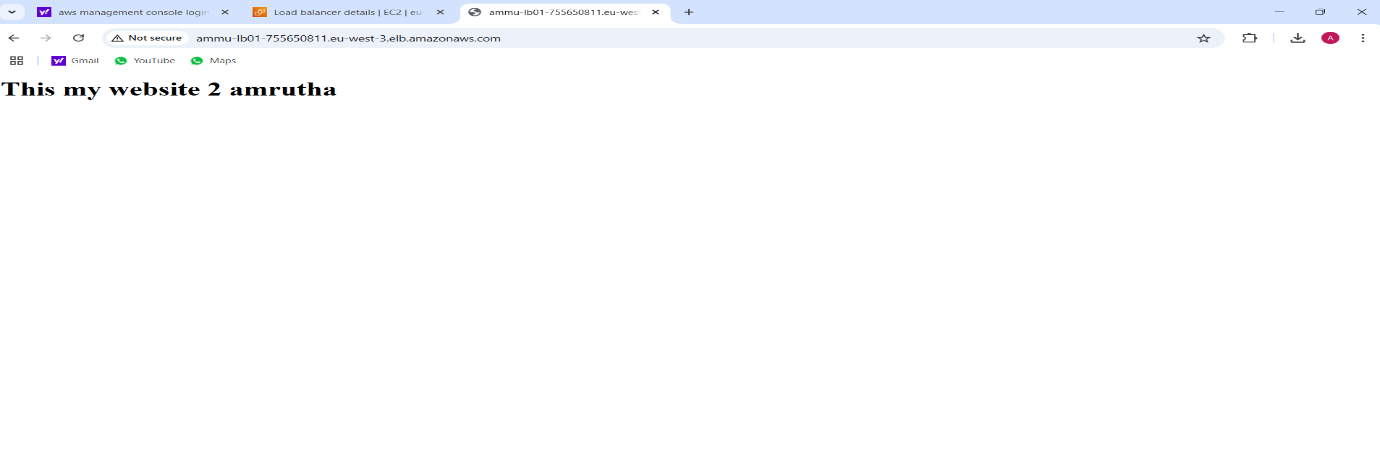 aws management console login
Load balancer details | EC2 | eu
ammu-lb01-755650811.eu-wes
Not secure
ammu-lb01-755650811.eu-west-3.elb.amazonaws.com
A
Gmail
YouTube
Maps
This my website 2 amrutha